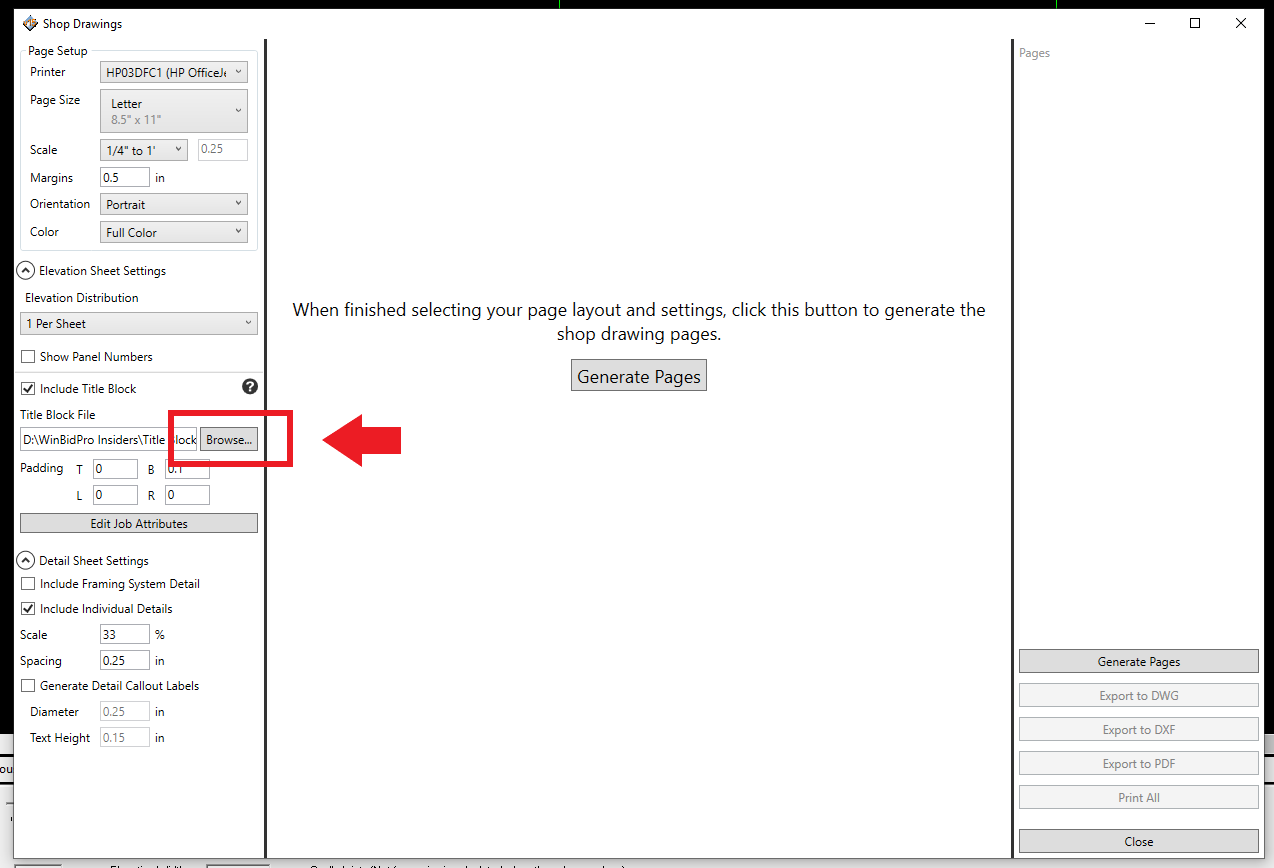 Shop Drawings
Page Setup
Printer HP03DFC1 (HP OfficeJe
Page Size Letter
8.5" x 11"
Scale 1/4" to 1' 0.25
Margins 0.5 in
Orientation Portrait
Color Full Color
Elevation Sheet Settings
Elevation Distribution
1 Per Sheet
Show Panel Numbers
Include Title Block ?
Title Block File
D:\WinBidPro Insiders\Title Block Browse...
Padding T 0 B 0.1
L 0 R 0
Edit Job Attributes
Detail Sheet Settings
Include Framing System Detail
Include Individual Details
Scale 33 %
Spacing 0.25 in
Generate Detail Callout Labels
Diameter 0.25 in
Text Height 0.15 in
When finished selecting your page layout and settings, click this button to generate the
shop drawing pages.
Generate Pages
Pages
Generate Pages
Export to DWG
Export to DXF
Export to PDF
Print All
Close